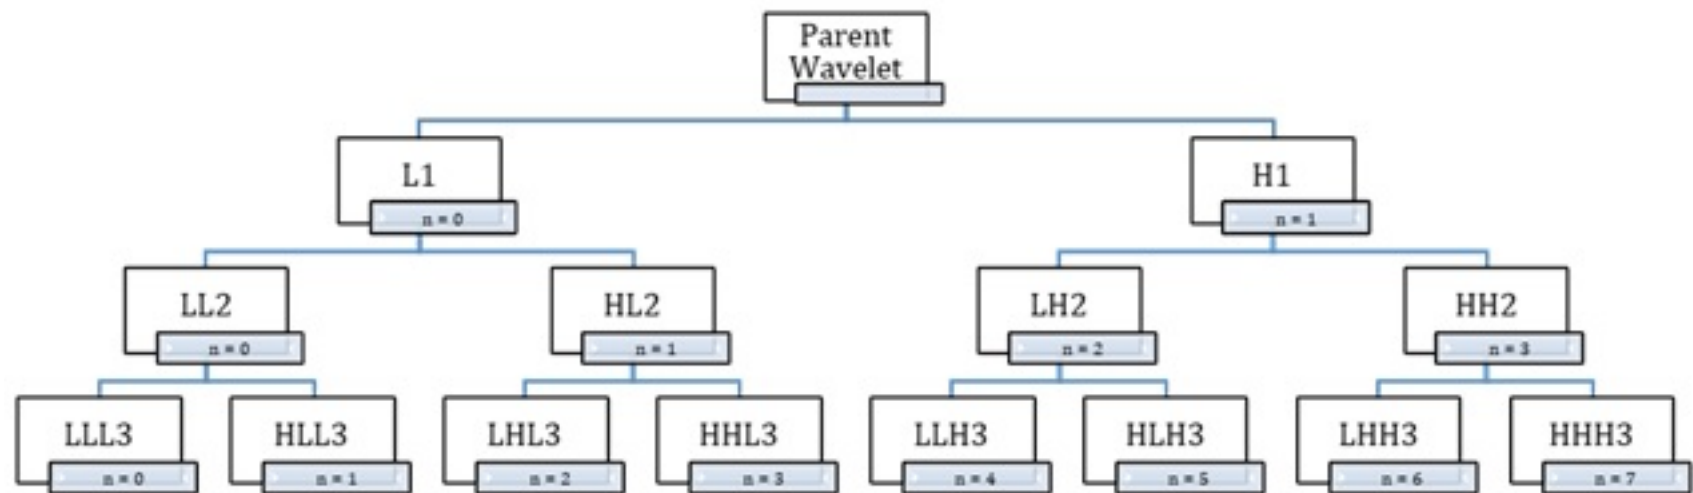 Parent
Wavelet
L1
H1
n = 0
n = 1
LL2
HL2
LH2
HH2
n = 0
n = 1
n = 2
n = 3
LLL3
HLL3
LHL3
HHL3
LLH3
HLH3
LHH3
HHH3
n = 0
n = 1
n = 2
n = 3
n = 4
n = 5
n = 6
n = 7